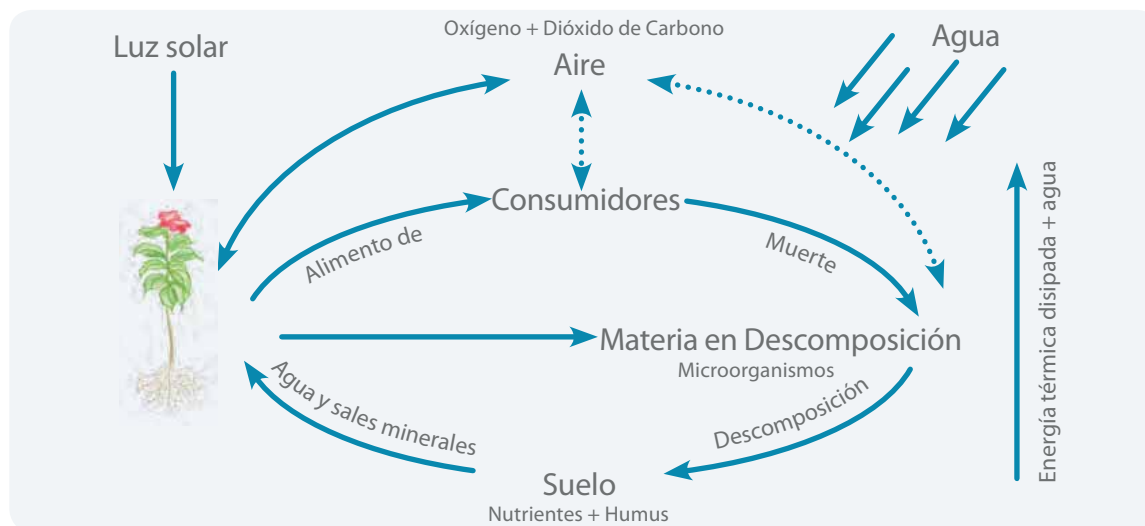 Oxígeno + Dióxido de Carbono
Luz solar
Aire
Agua
Consumidores
Alimento de
Muerte
Energía térmica disipada + agua
Materia en Descomposición
Microorganismos
Agua y sales minerales
Descomposición
Suelo
Nutrientes + Humus